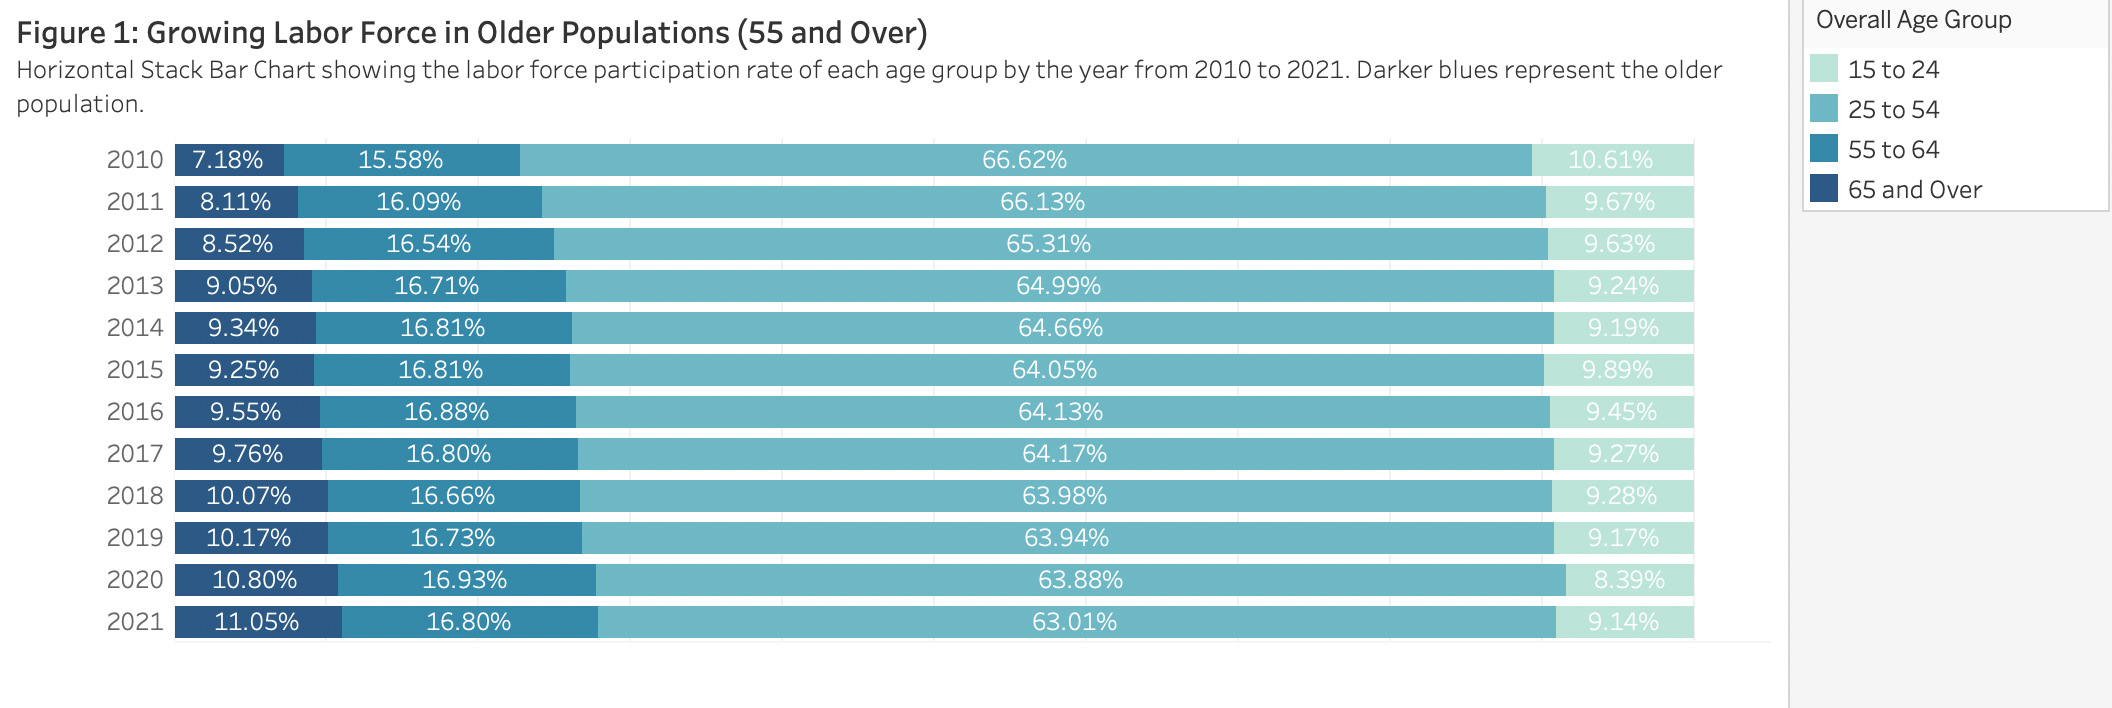 Figure 1: Growing Labor Force in Older Populations (55 and Over)
Horizontal Stack Bar Chart showing the labor force participation rate of each age group by the year from 2010 to 2021. Darker blues represent the older
population.
2010 7.18% 15.58% 66.62% 10.61%
2011 8.11% 16.09% 66.13% 9.67%
2012 8.52% 16.54% 65.31% 9.63%
2013 9.05% 16.71% 64.99% 9.24%
2014 9.34% 16.81% 64.66% 9.19%
2015 9.25% 16.81% 64.05% 9.89%
2016 9.55% 16.88% 64.13% 9.45%
2017 9.76% 16.80% 64.17% 9.27%
2018 10.07% 16.66% 63.98% 9.28%
2019 10.17% 16.73% 63.94% 9.17%
2020 10.80% 16.93% 63.88% 8.39%
2021 11.05% 16.80% 63.01% 9.14%
Overall Age Group
15 to 24
25 to 54
55 to 64
65 and Over